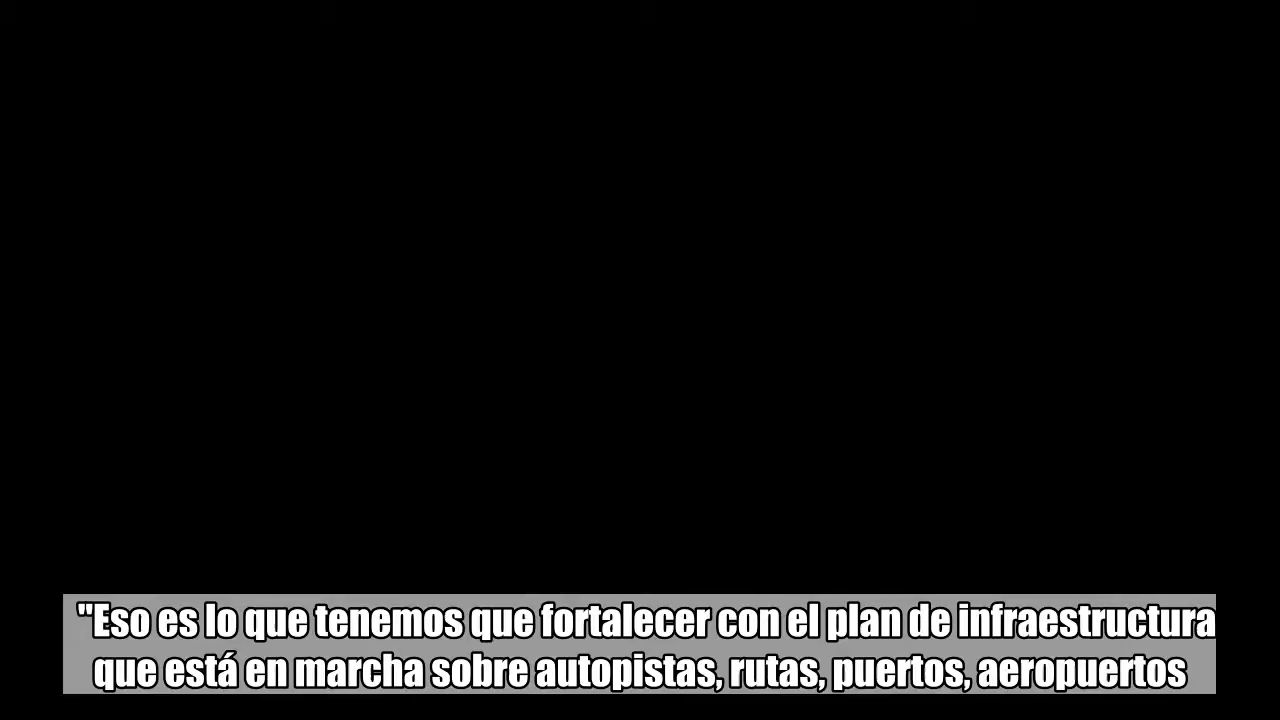 "Eso es lo que tenemos que fortalecer con el plan de infraestructura
que está en marcha sobre autopistas, rutas, puertos, aeropuertos